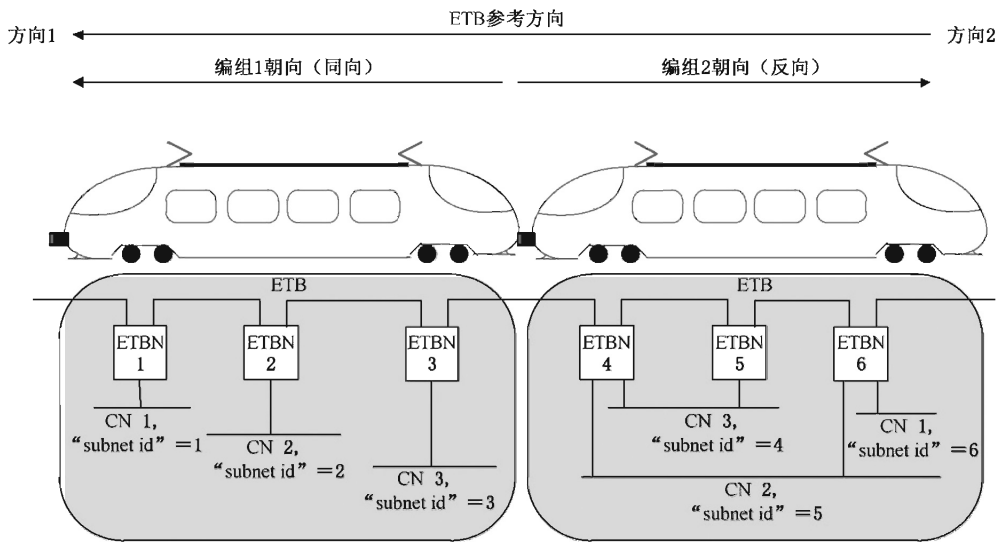 ETB参考方向
方向1
方向2
编组1朝向（同向）
编组2朝向（反向）
ETB
ETB
ETBN
1
ETBN
2
ETBN
3
ETBN
4
ETBN
5
ETBN
6
CN 1,
“subnet id”=1
CN 2,
“subnet id”=2
CN 3,
“subnet id”=3
CN 3,
“subnet id”=4
CN 1,
“subnet id”=6
CN 2,
“subnet id”=5